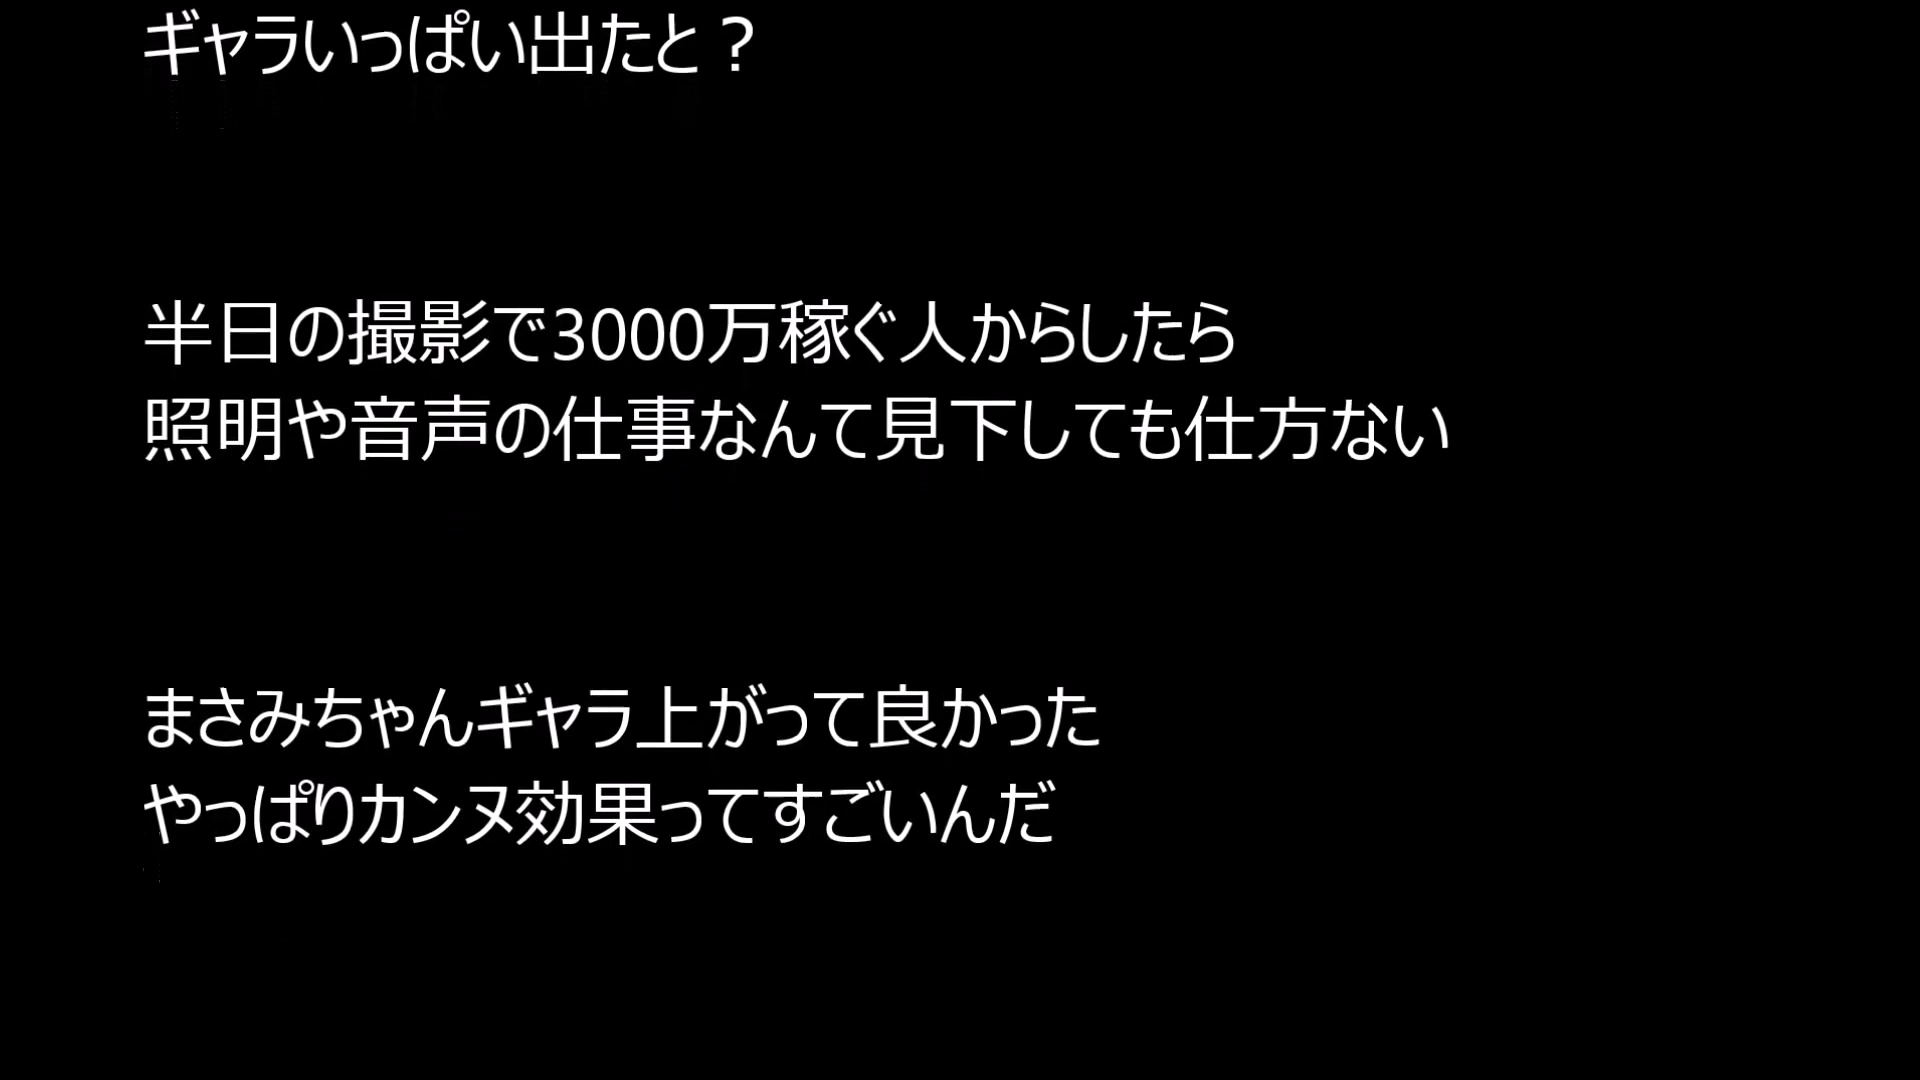 ギャラいっぱい出たと？
半日の撮影で3000万稼ぐ人からしたら
照明や音声の仕事なんて見下しても仕方ない
まさみちゃんギャラ上がって良かった
やっぱりカンヌ効果ってすごいんだ